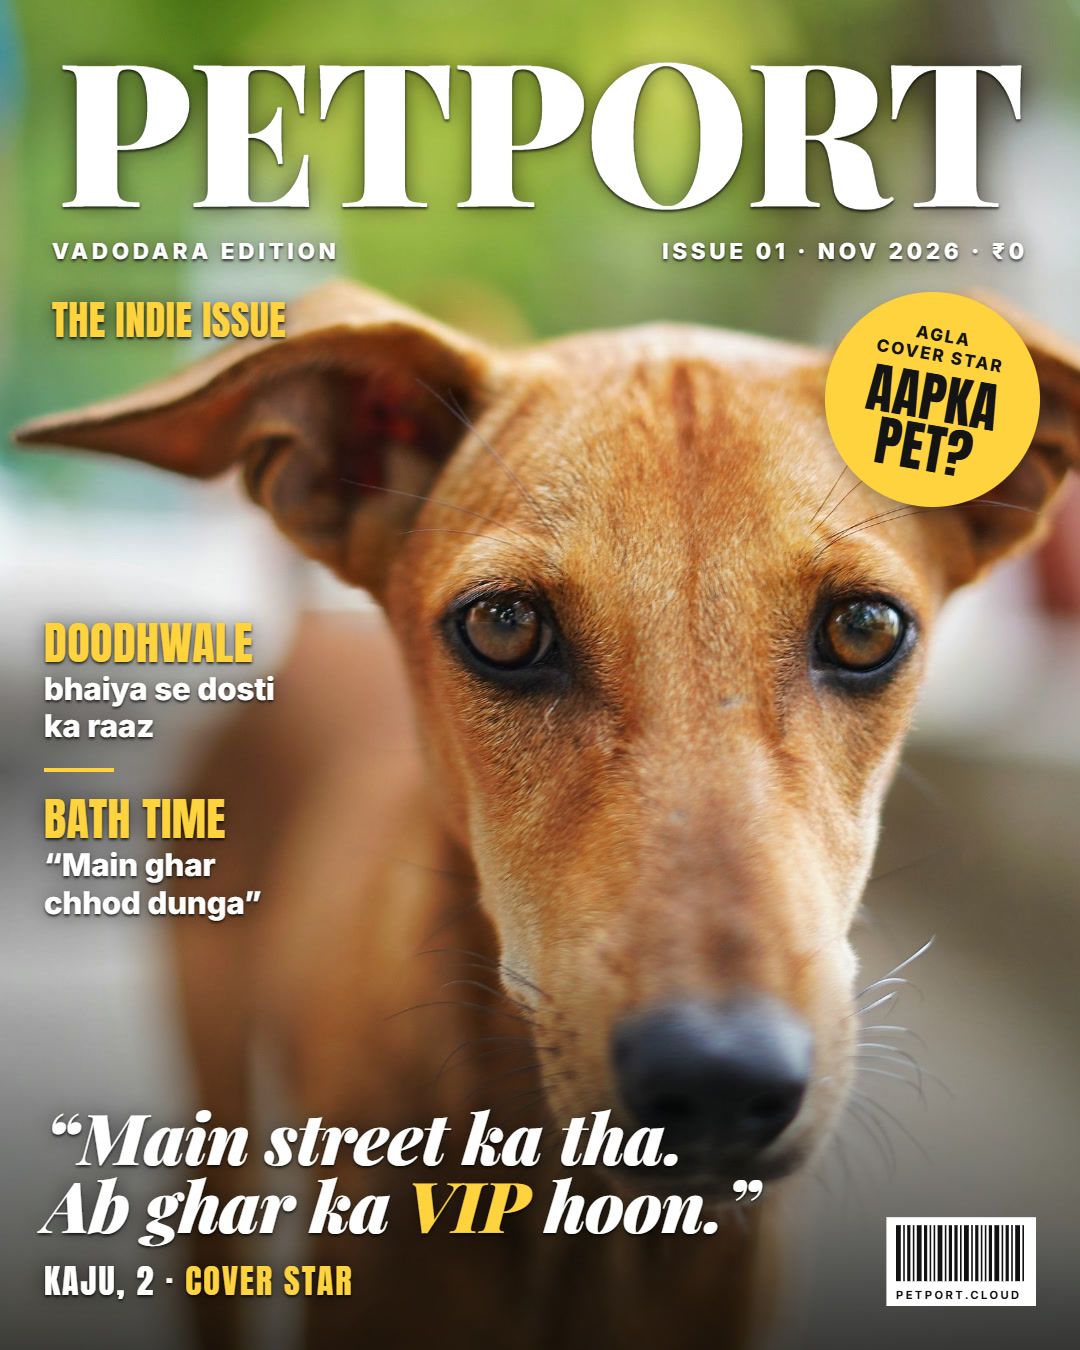 PETPORT
VADODARA EDITION
ISSUE 01 · NOV 2026 · ₹0
THE INDIE ISSUE
AGLA
COVER STAR
AAPKA
PET?
DOODHWALE
bhaiya se dosti
ka raaz
BATH TIME
“Main ghar
chhod dunga”
“Main street ka tha.
Ab ghar ka VIP hoon.”
KAJU, 2 · COVER STAR
PETPORT.CLOUD